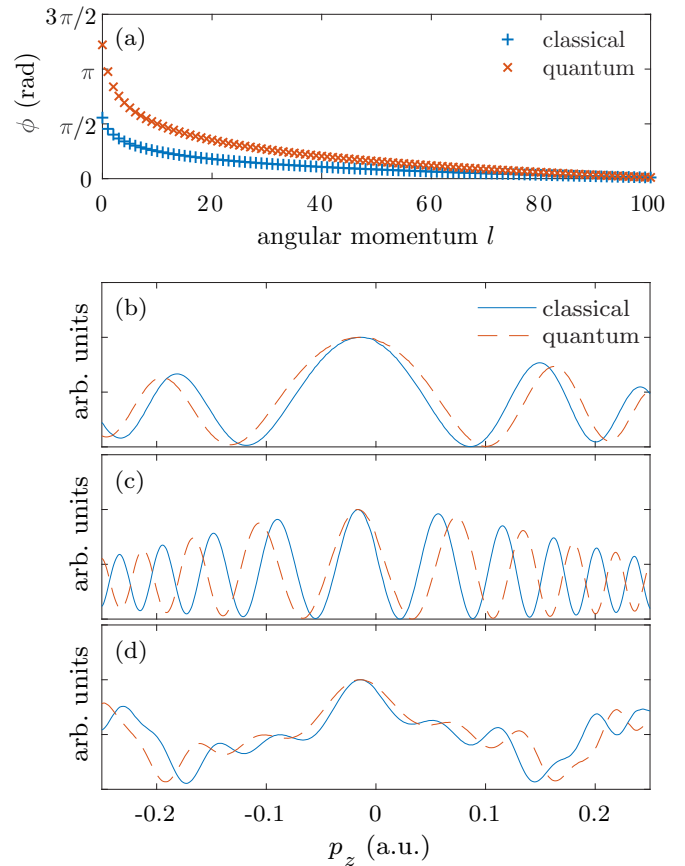 3π/2
(a)
classical
quantum
π
ϕ (rad)
π/2
0
0 20 40 60 80 100
angular momentum l
(b)
classical
quantum
arb. units
(c)
arb. units
(d)
arb. units
-0.2 -0.1 0 0.1 0.2
p_z (a.u.)